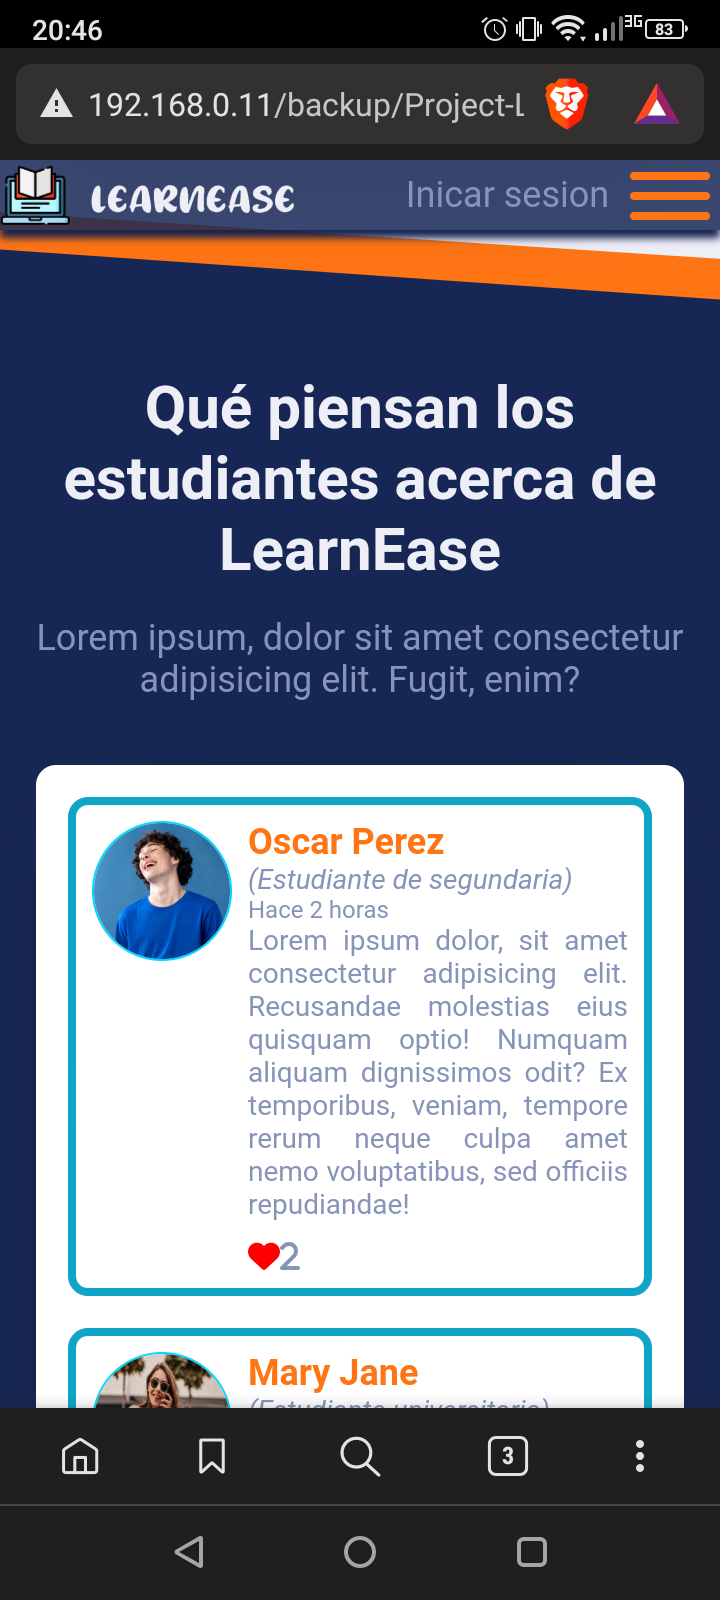 20:46
3G
83
192.168.0.11/backup/Project-L
LEARNEASE
Inicar sesion
Qué piensan los
estudiantes acerca de
LearnEase
Lorem ipsum, dolor sit amet consectetur
adipisicing elit. Fugit, enim?
Oscar Perez
(Estudiante de segundaria)
Hace 2 horas
Lorem ipsum dolor, sit amet
consectetur adipisicing elit.
Recusandae molestias eius
quisquam optio! Numquam
aliquam dignissimos odit? Ex
temporibus, veniam, tempore
rerum neque culpa amet
nemo voluptatibus, sed officiis
repudiandae!
2
Mary Jane
(Estudiante universitaria)
3